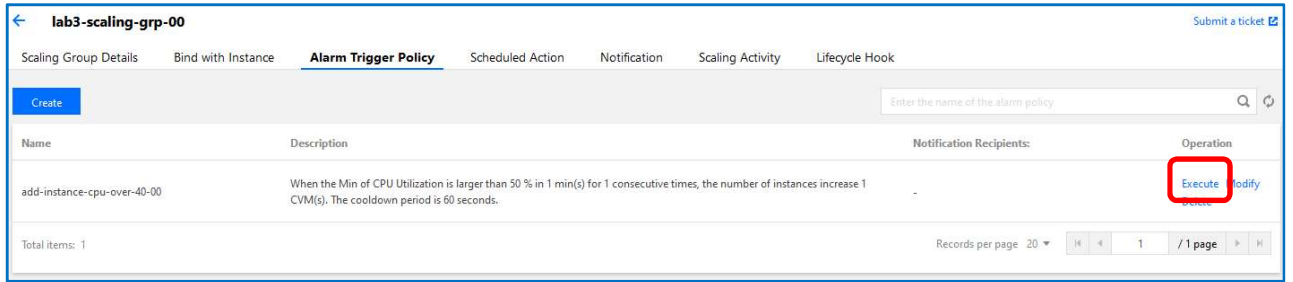 lab3-scaling-grp-00
Submit a ticket
Scaling Group Details Bind with Instance Alarm Trigger Policy Scheduled Action Notification Scaling Activity Lifecycle Hook
Create
Enter the name of the alarm policy
Name Description Notification Recipients: Operation
add-instance-cpu-over-40-00
When the Min of CPU Utilization is larger than 50 % in 1 min(s) for 1 consecutive times, the number of instances increase 1
CVM(s). The cooldown period is 60 seconds.
-
Execute Modify
Delete
Total items: 1
Records per page 20 1 / 1 page